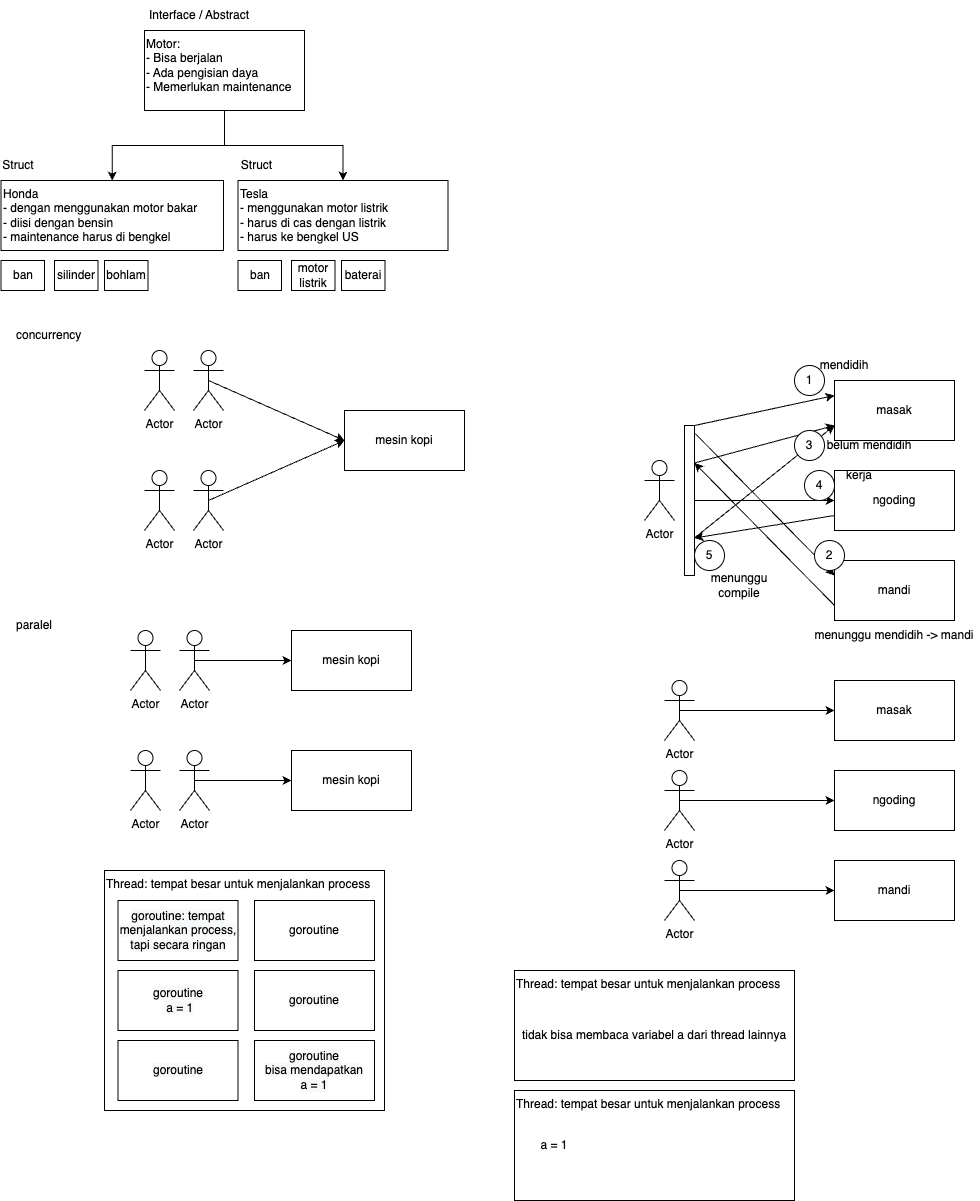 Interface / Abstract
Motor:
- Bisa berjalan
- Ada pengisian daya
- Memerlukan maintenance
Struct
Struct
Honda
- dengan menggunakan motor bakar
- diisi dengan bensin
- maintenance harus di bengkel
Tesla
- menggunakan motor listrik
- harus di cas dengan listrik
- harus ke bengkel US
ban
silinder
bohlam
ban
motor
listrik
baterai
concurrency
Actor
Actor
Actor
Actor
mesin kopi
mendidih
1
masak
3
belum mendidih
4
kerja
ngoding
Actor
5
menunggu
compile
2
mandi
menunggu mendidih -> mandi
paralel
Actor
Actor
mesin kopi
Actor
Actor
mesin kopi
Actor
masak
Actor
ngoding
Actor
mandi
Thread: tempat besar untuk menjalankan process
goroutine: tempat
menjalankan process,
tapi secara ringan
goroutine
goroutine
a = 1
goroutine
goroutine
goroutine
bisa mendapatkan
a = 1
Thread: tempat besar untuk menjalankan process
tidak bisa membaca variabel a dari thread lainnya
Thread: tempat besar untuk menjalankan process
a = 1